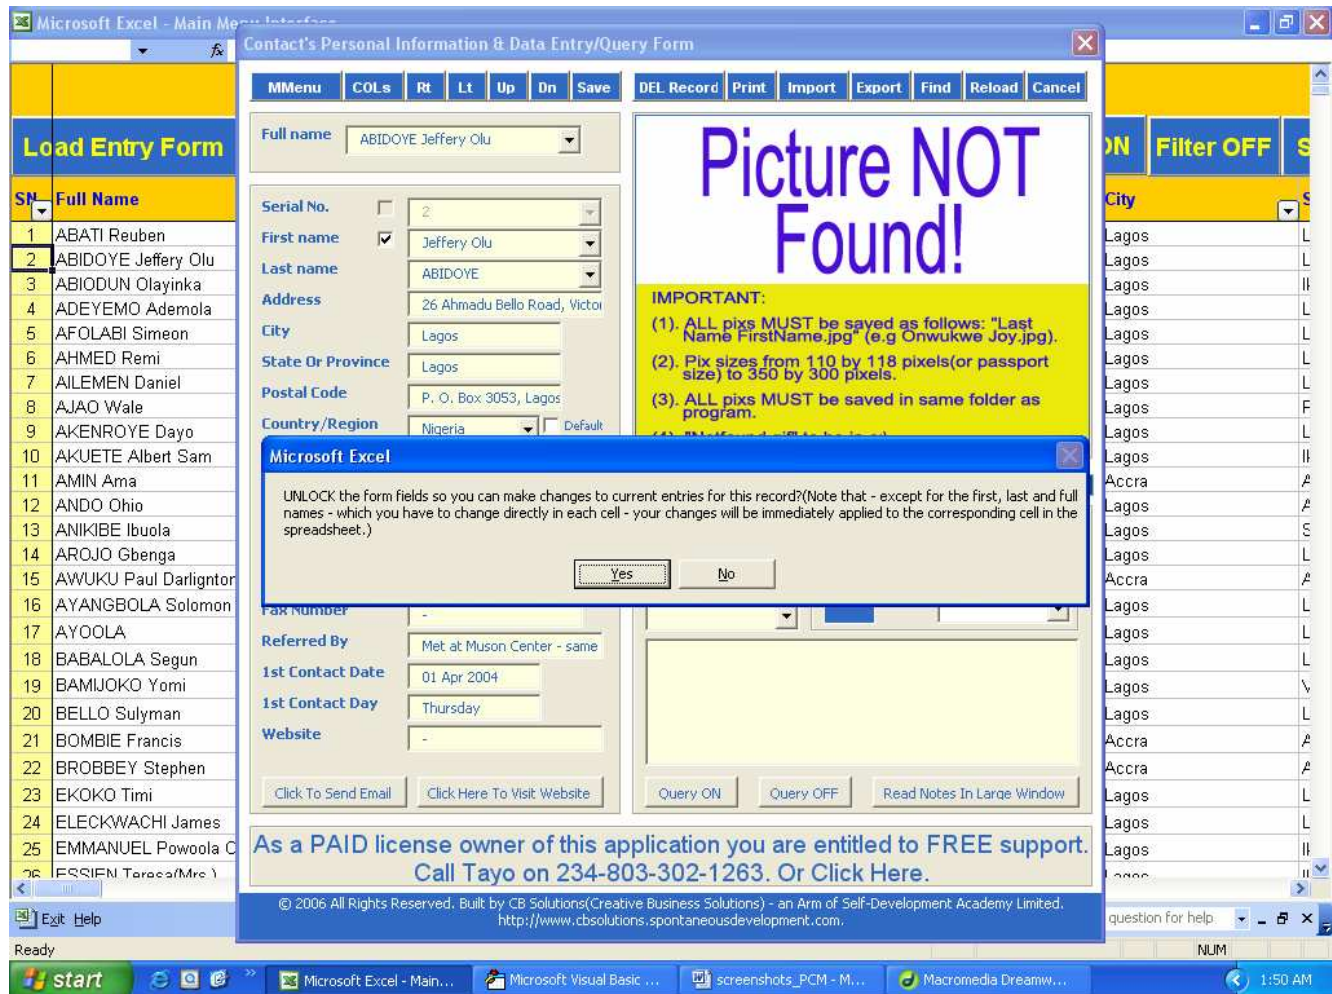 Microsoft Excel - Main Menu Interface
Contact's Personal Information & Data Entry/Query Form
fx
MMenu COLs Rt Lt Up Dn Save DEL Record Print Import Export Find Reload Cancel
Load Entry Form
Full name ABIDOYE Jeffery Olu
ON Filter OFF S
SN Full Name
City S
1 ABATI Reuben Lagos L
2 ABIDOYE Jeffery Olu Lagos L
3 ABIODUN Olayinka Lagos
4 ADEYEMO Ademola Lagos L
5 AFOLABI Simeon Lagos L
6 AHMED Remi Lagos L
7 AILEMEN Daniel Lagos L
8 AJAO Wale Lagos
9 AKENROYE Dayo Lagos L
10 AKUETE Albert Sam Lagos
11 AMIN Ama Accra
12 ANDO Ohio Lagos
13 ANIKIBE Ibuola Lagos
14 AROJO Gbenga Lagos L
15 AWUKU Paul Darlignton Accra
16 AYANGBOLA Solomon Lagos L
17 AYOOLA Lagos L
18 BABALOLA Segun Lagos L
19 BAMIJOKO Yomi Lagos
20 BELLO Sulyman Lagos L
21 BOMBIE Francis Accra
22 BROBBEY Stephen Accra
23 EKOKO Timi Lagos L
24 ELECKWACHI James Lagos L
25 EMMANUEL Powoola O Lagos
26 ESSIEN Teresa(Mrs.) Lagos
Serial No. 2
First name Jeffery Olu
Last name ABIDOYE
Address 26 Ahmadu Bello Road, Victor
City Lagos
State Or Province Lagos
Postal Code P. O. Box 3053, Lagos
Country/Region Nigeria Default
Picture NOT
Found!
IMPORTANT:
(1). ALL pixs MUST be saved as follows: "Last
Name FirstName.jpg" (e.g Onwukwe Joy.jpg).
(2). Pix sizes from 110 by 118 pixels(or passport
size) to 350 by 300 pixels.
(3). ALL pixs MUST be saved in same folder as
program.
Microsoft Excel
UNLOCK the form fields so you can make changes to current entries for this record?(Note that - except for the first, last and full
names - which you have to change directly in each cell - your changes will be immediately applied to the corresponding cell in the
spreadsheet.)
Yes No
Fax Number -
Referred By Met at Muson Center - same
1st Contact Date 01 Apr 2004
1st Contact Day Thursday
Website -
Click To Send Email Click Here To Visit Website Query ON Query OFF Read Notes In Large Window
As a PAID license owner of this application you are entitled to FREE support.
Call Tayo on 234-803-302-1263. Or Click Here.
© 2006 All Rights Reserved. Built by CB Solutions(Creative Business Solutions) - an Arm of Self-Development Academy Limited.
http://www.cbsolutions.spontaneousdevelopment.com.
Exit Help question for help
Ready NUM
start Microsoft Excel - Main... Microsoft Visual Basic ... screenshots_PCM - M... Macromedia Dreamw... 1:50 AM